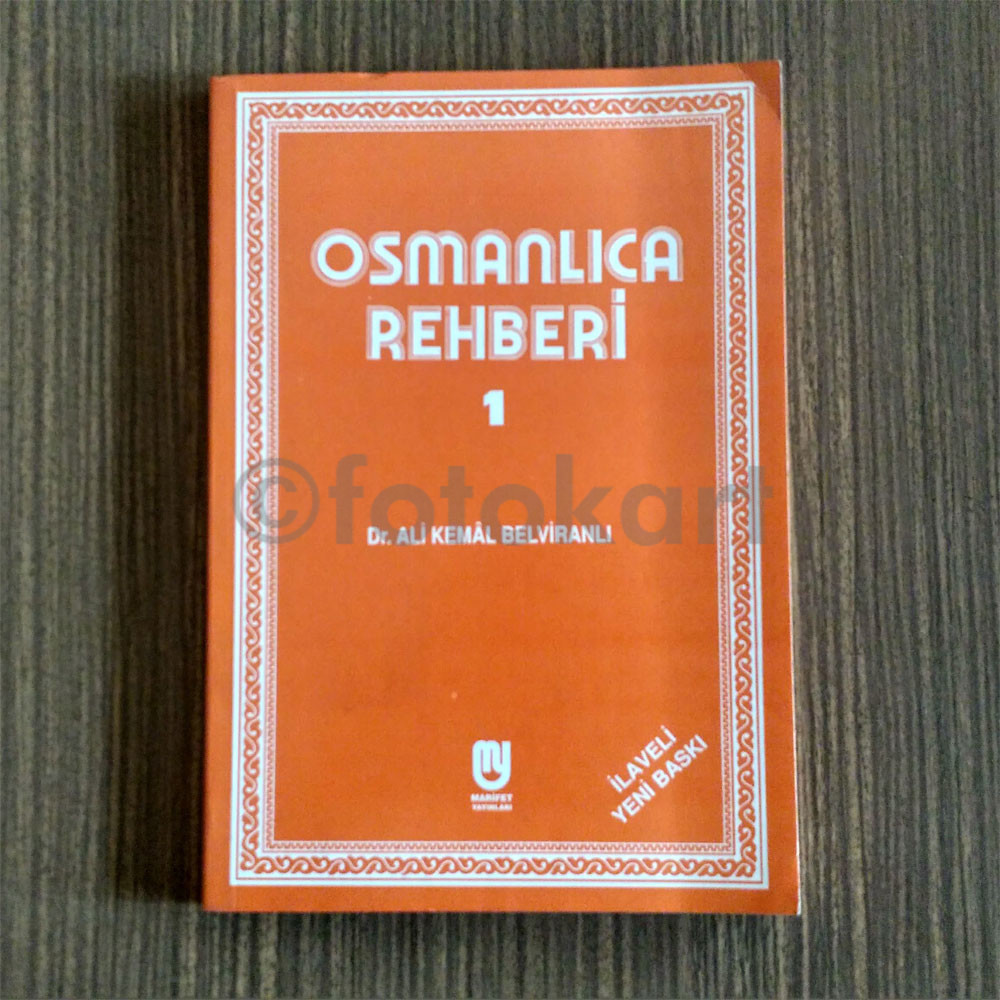 OSMANLICA
REHBERİ
1
©fotokart
Dr. ALİ KEMÂL BELVİRANLI
MARİFET
YAYINLARI
İLAVELİ
YENİ BASKI